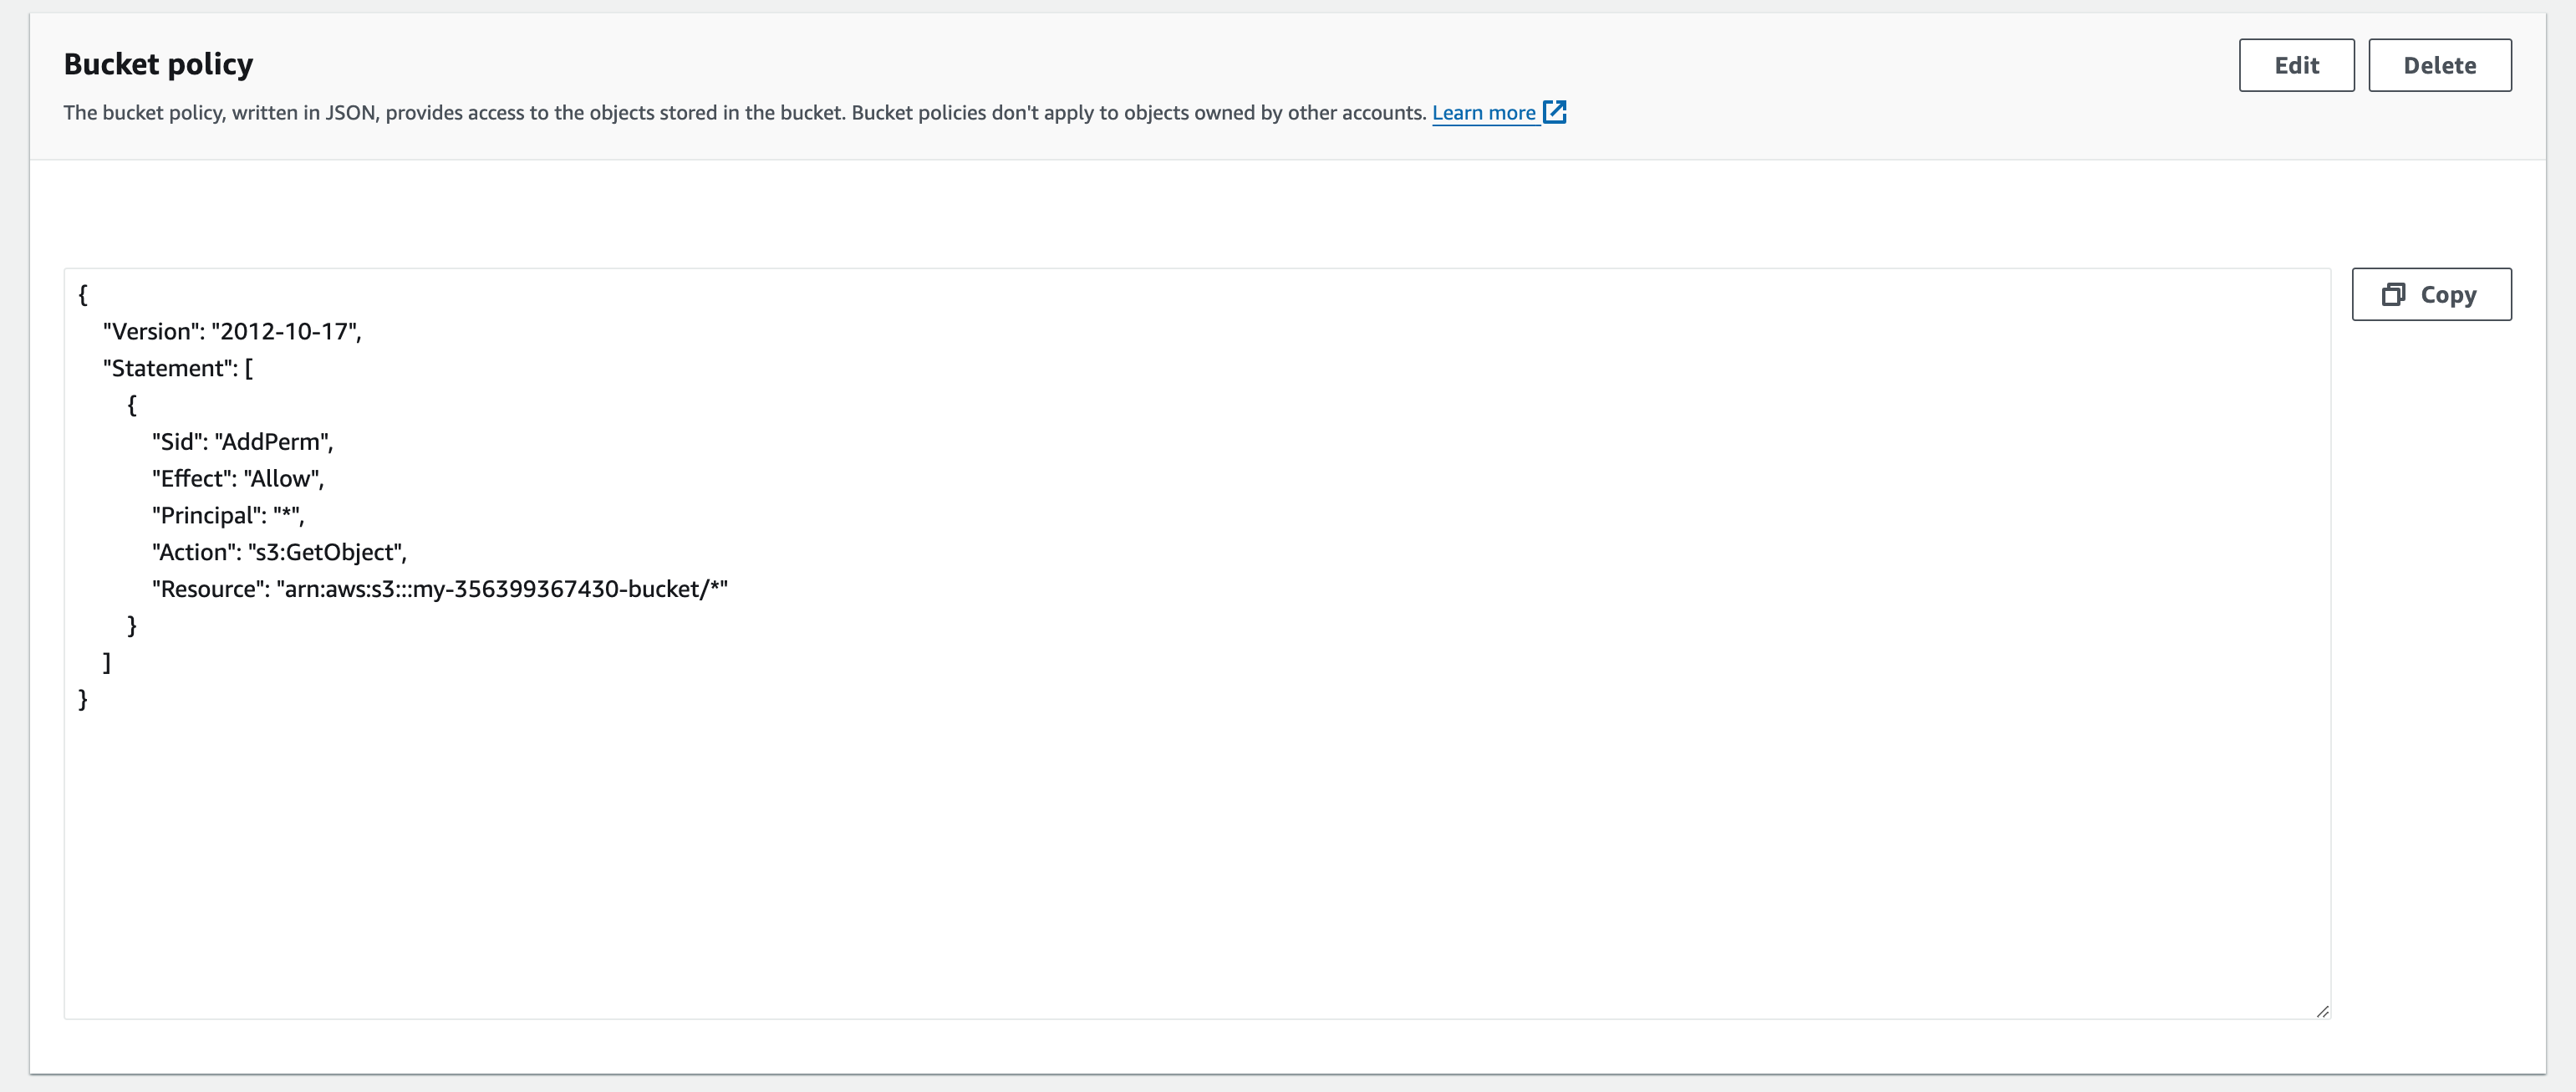 Bucket policy
Edit
Delete
The bucket policy, written in JSON, provides access to the objects stored in the bucket. Bucket policies don't apply to objects owned by other accounts. Learn more
Copy
{
"Version": "2012-10-17",
"Statement": [
{
"Sid": "AddPerm",
"Effect": "Allow",
"Principal": "*",
"Action": "s3:GetObject",
"Resource": "arn:aws:s3:::my-356399367430-bucket/*"
}
]
}